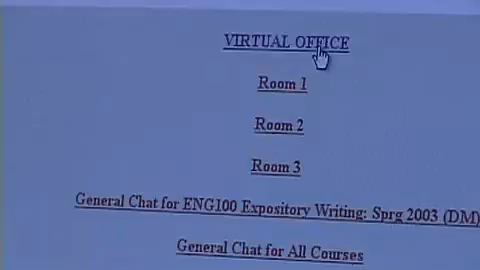 VIRTUAL OFFICE
Room 1
Room 2
Room 3
General Chat for ENG100 Expository Writing: Sprg 2003 (DM)
General Chat for All Courses